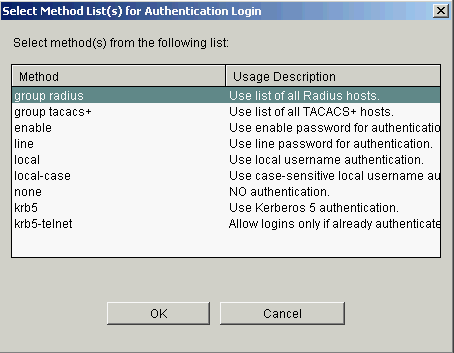 Select Method List(s) for Authentication Login
Select method(s) from the following list:
Method Usage Description
group radius Use list of all Radius hosts.
group tacacs+ Use list of all TACACS+ hosts.
enable Use enable password for authenticatio
line Use line password for authentication.
local Use local username authentication.
local-case Use case-sensitive local username au
none NO authentication.
krb5 Use Kerberos 5 authentication.
krb5-telnet Allow logins only if already authenticate
OK Cancel